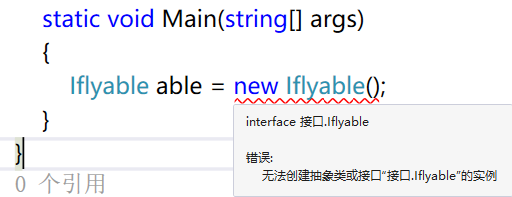 static void Main(string[] args)
{
Iflyable able = new Iflyable();
}
}
interface 接口.Iflyable
错误:
无法创建抽象类或接口“接口.Iflyable”的实例
0 个引用